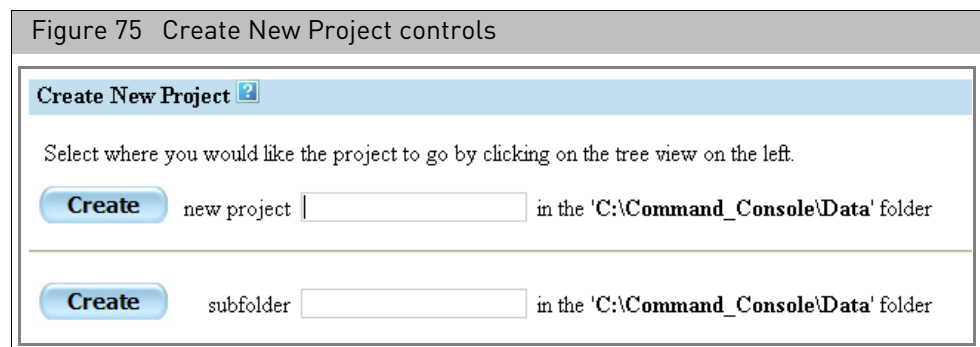 Figure 75 Create New Project controls
Create New Project ?
Select where you would like the project to go by clicking on the tree view on the left.
Create new project in the 'C:\Command_Console\Data' folder
Create subfolder in the 'C:\Command_Console\Data' folder